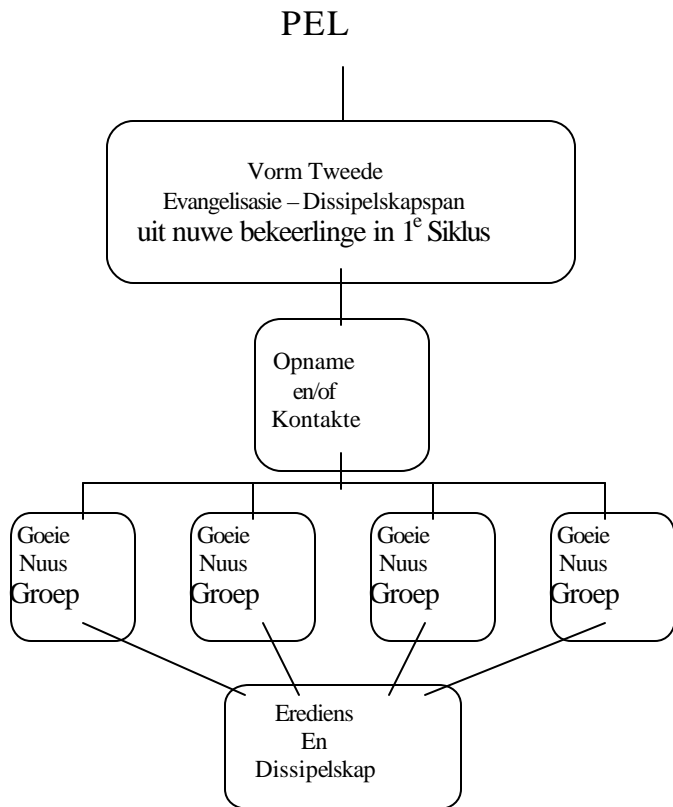 PEL
Vorm Tweede
Evangelisasie – Dissipelskapspan
uit nuwe bekeerlinge in 1e Siklus
Opname
en/of
Kontakte
Goeie
Nuus
Groep
Goeie
Nuus
Groep
Goeie
Nuus
Groep
Goeie
Nuus
Groep
Erediens
En
Dissipelskap